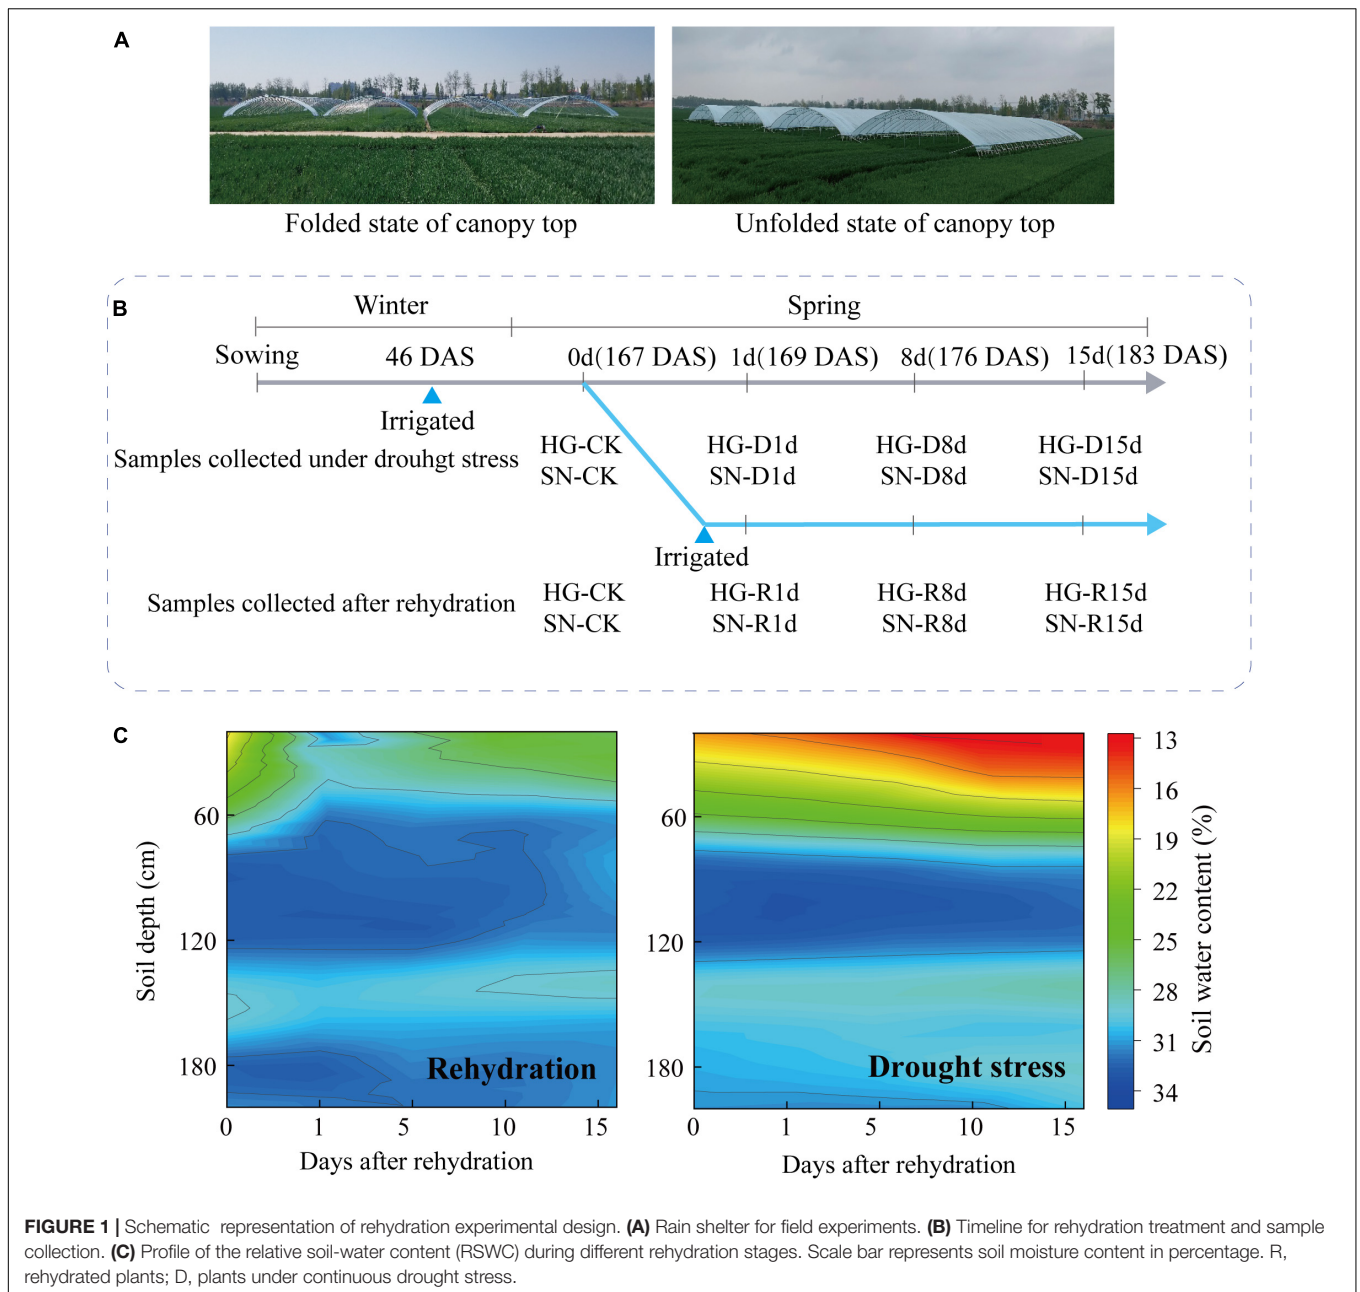 A
Folded state of canopy top
Unfolded state of canopy top
B
Winter
Spring
Sowing
46 DAS
0d(167 DAS)
1d(169 DAS)
8d(176 DAS)
15d(183 DAS)
Irrigated
Samples collected under drouhgt stress
HG-CK
SN-CK
HG-D1d
SN-D1d
HG-D8d
SN-D8d
HG-D15d
SN-D15d
Irrigated
Samples collected after rehydration
HG-CK
SN-CK
HG-R1d
SN-R1d
HG-R8d
SN-R8d
HG-R15d
SN-R15d
C
Soil depth (cm)
60
120
180
Rehydration
0
1
5
10
15
Days after rehydration
60
120
180
Drought stress
0
1
5
10
15
Days after rehydration
13
16
19
22
25
28
31
34
Soil water content (%)
FIGURE 1 | Schematic representation of rehydration experimental design. (A) Rain shelter for field experiments. (B) Timeline for rehydration treatment and sample
collection. (C) Profile of the relative soil-water content (RSWC) during different rehydration stages. Scale bar represents soil moisture content in percentage. R,
rehydrated plants; D, plants under continuous drought stress.